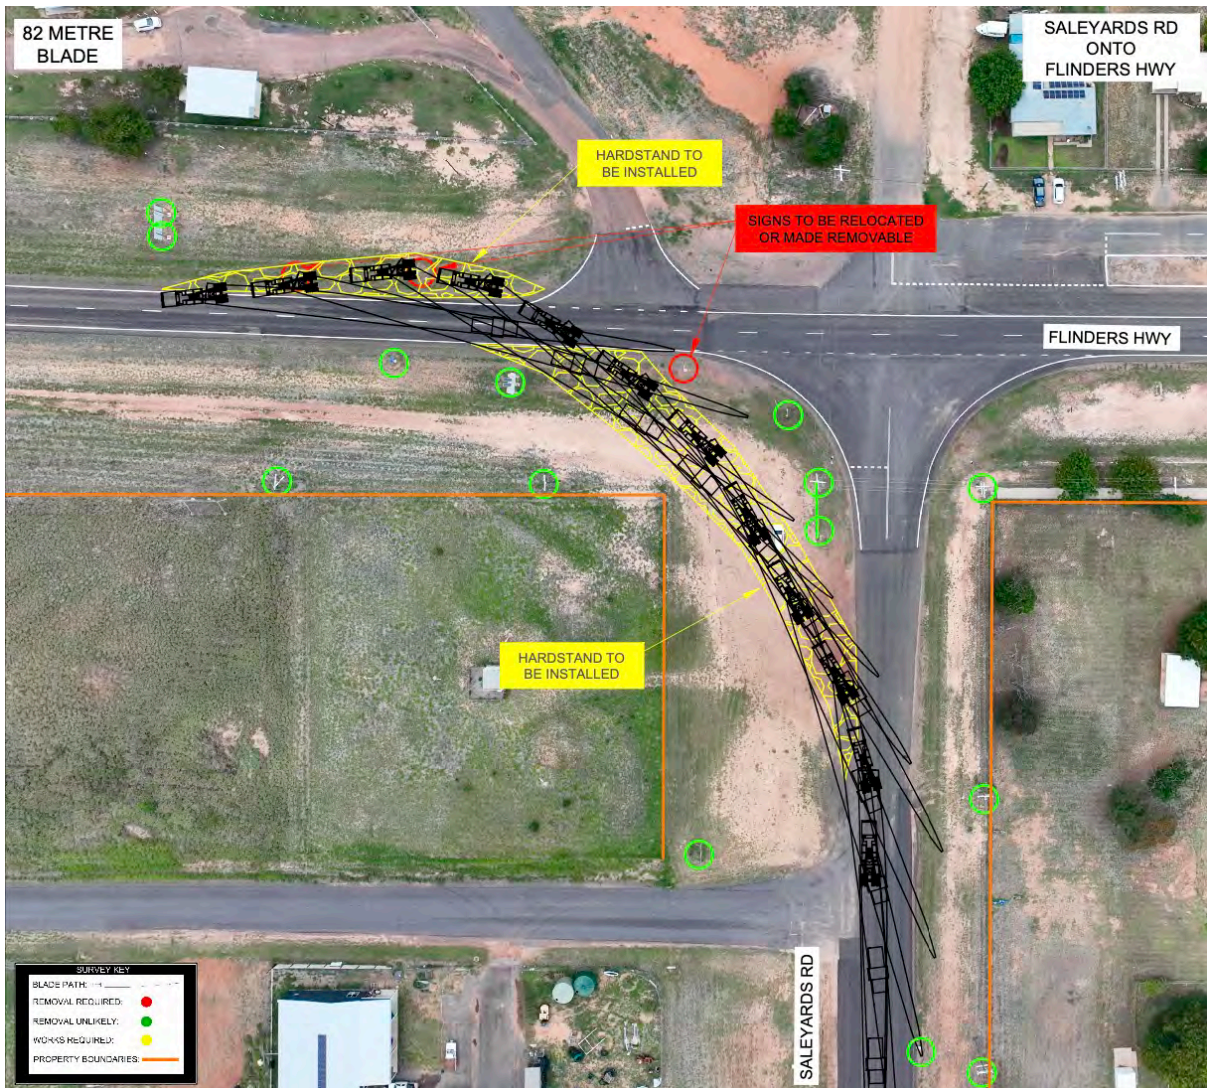 82 METRE
BLADE
SALEYARDS RD
ONTO
FLINDERS HWY
HARDSTAND TO
BE INSTALLED
SIGNS TO BE RELOCATED
OR MADE REMOVABLE
FLINDERS HWY
HARDSTAND TO
BE INSTALLED
SALEYARDS RD
SURVEY KEY
BLADE PATH:
REMOVAL REQUIRED:
REMOVAL UNLIKELY:
WORKS REQUIRED:
PROPERTY BOUNDARIES: